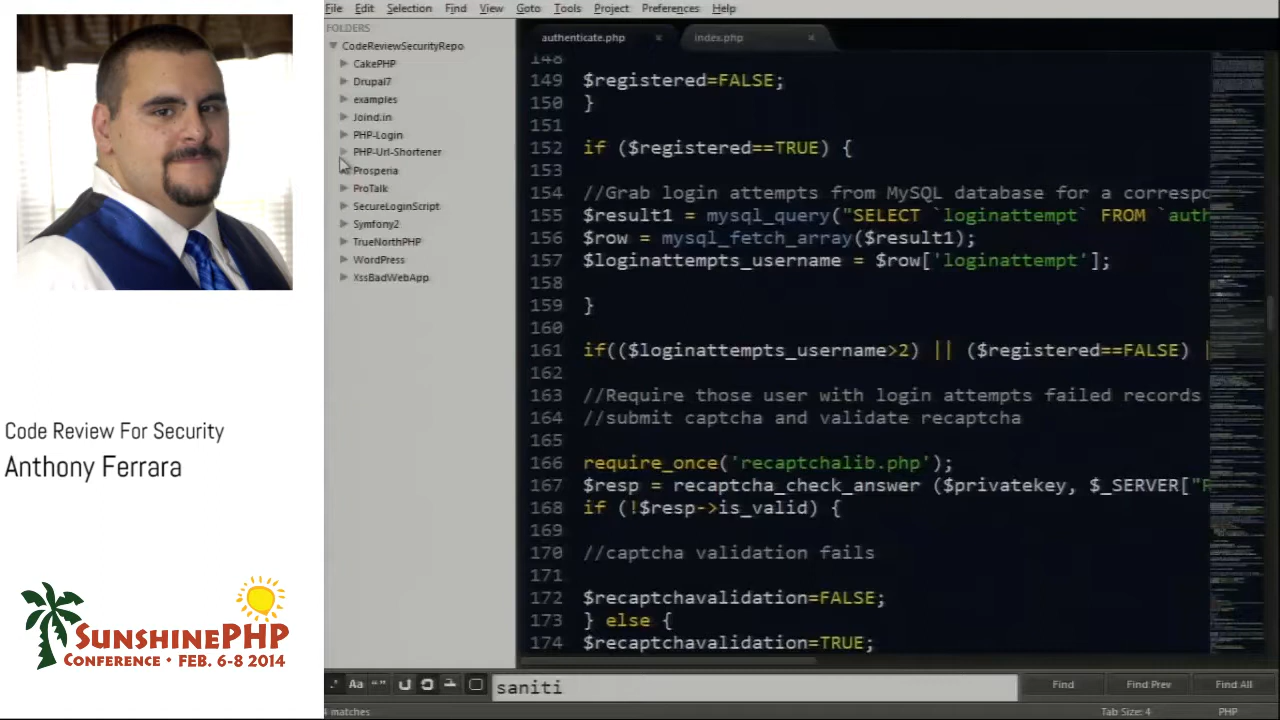 File Edit Selection Find View Goto Tools Project Preferences Help
FOLDERS
CodeReviewSecurityRepo
CakePHP
Drupal7
examples
Joind.in
PHP-Login
PHP-Url-Shortener
Prosperia
ProTalk
SecureLoginScript
Symfony2
TrueNorthPHP
WordPress
XssBadWebApp
authenticate.php × index.php ×
148
149 $registered=FALSE;
150 }
151
152 if ($registered==TRUE) {
153
154 //Grab login attempts from MySQL database for a correspo
155 $result1 = mysql_query("SELECT `loginattempt` FROM `auth
156 $row = mysql_fetch_array($result1);
157 $loginattempts_username = $row['loginattempt'];
158
159 }
160
161 if(($loginattempts_username>2) || ($registered==FALSE) |
162
163 //Require those user with login attempts failed records
164 //submit captcha and validate recaptcha
165
166 require_once('recaptchalib.php');
167 $resp = recaptcha_check_answer ($privatekey, $_SERVER["R
168 if (!$resp->is_valid) {
169
170 //captcha validation fails
171
172 $recaptchavalidation=FALSE;
173 } else {
174 $recaptchavalidation=TRUE;
.* Aa “” saniti Find Find Prev Find All
4 matches Tab Size: 4 PHP
Code Review For Security
Anthony Ferrara
SUNSHINEPHP
CONFERENCE • FEB. 6-8 2014